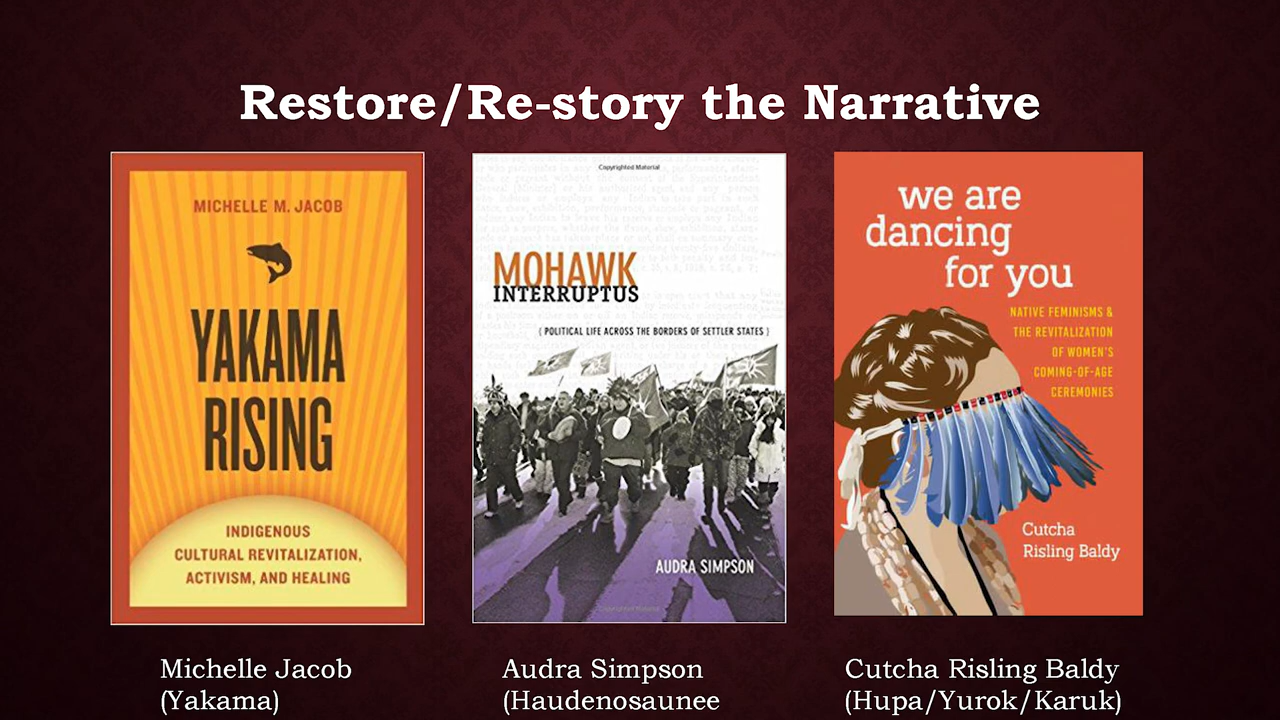 Restore/Re-story the Narrative
MICHELLE M. JACOB
YAKAMA
RISING
INDIGENOUS
CULTURAL REVITALIZATION,
ACTIVISM, AND HEALING
Michelle Jacob
(Yakama)
Copyrighted Material
MOHAWK
INTERRUPTUS
( POLITICAL LIFE ACROSS THE BORDERS OF SETTLER STATES )
AUDRA SIMPSON
Copyrighted Material
Audra Simpson
(Haudenosaunee
we are
dancing
for you
NATIVE FEMINISMS &
THE REVITALIZATION
OF WOMEN'S
COMING-OF-AGE
CEREMONIES
Cutcha
Risling Baldy
Cutcha Risling Baldy
(Hupa/Yurok/Karuk)